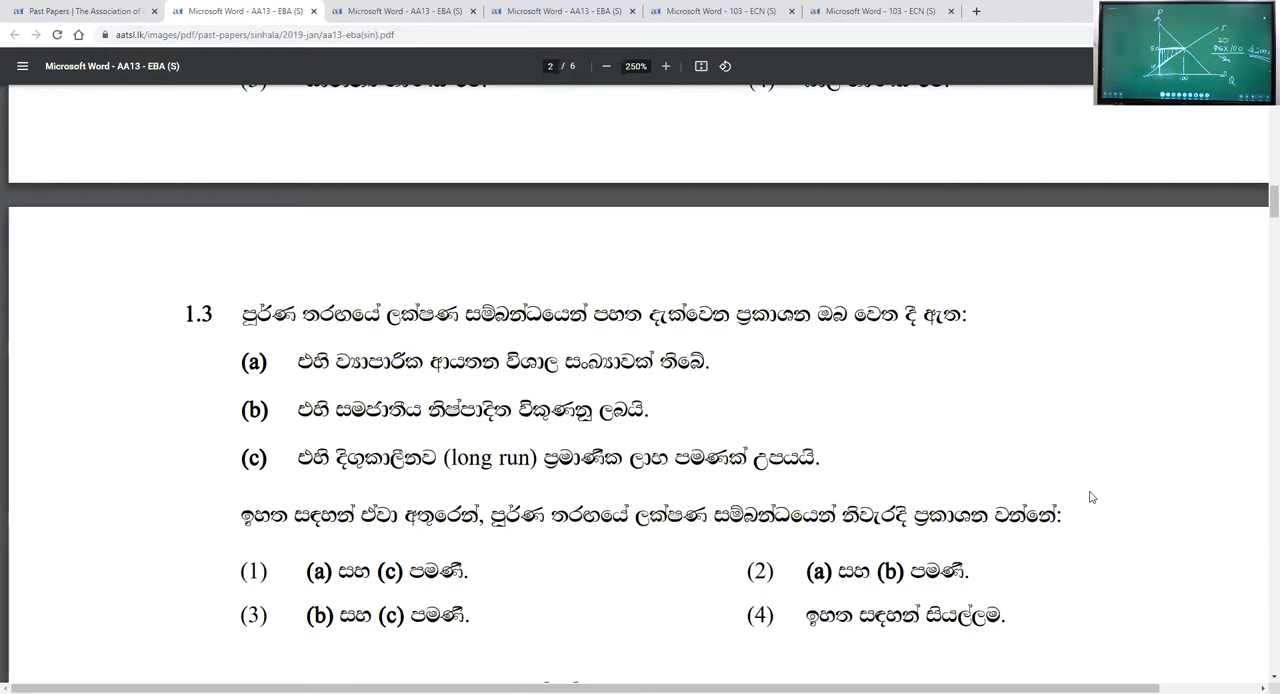 Past Papers | The Association of
Microsoft Word - AA13 - EBA (S)
Microsoft Word - AA13 - EBA (S)
Microsoft Word - AA13 - EBA (S)
Microsoft Word - 103 - ECN (S)
Microsoft Word - 103 - ECN (S)
aatsl.lk/images/pdf/past-papers/sinhala/2019-jan/aa13-eba(sin).pdf
Microsoft Word - AA13 - EBA (S)
2 / 6
250%
1.3 පූර්ණ තරඟයේ ලක්ෂණ සම්බන්ධයෙන් පහත දැක්වෙන ප්‍රකාශන ඔබ වෙත දී ඇත:
(a) එහි ව්‍යාපාරික ආයතන විශාල සංඛ්‍යාවක් තිබේ.
(b) එහි සමජාතීය නිෂ්පාදිත විකුණනු ලබයි.
(c) එහි දිගුකාලීනව (long run) ප්‍රමාණික ලාභ පමණක් උපයයි.
ඉහත සඳහන් ඒවා අතුරෙන්, පූර්ණ තරඟයේ ලක්ෂණ සම්බන්ධයෙන් නිවැරදි ප්‍රකාශන වන්නේ:
(1) (a) සහ (c) පමණී.
(2) (a) සහ (b) පමණී.
(3) (b) සහ (c) පමණී.
(4) ඉහත සඳහන් සියල්ලම.